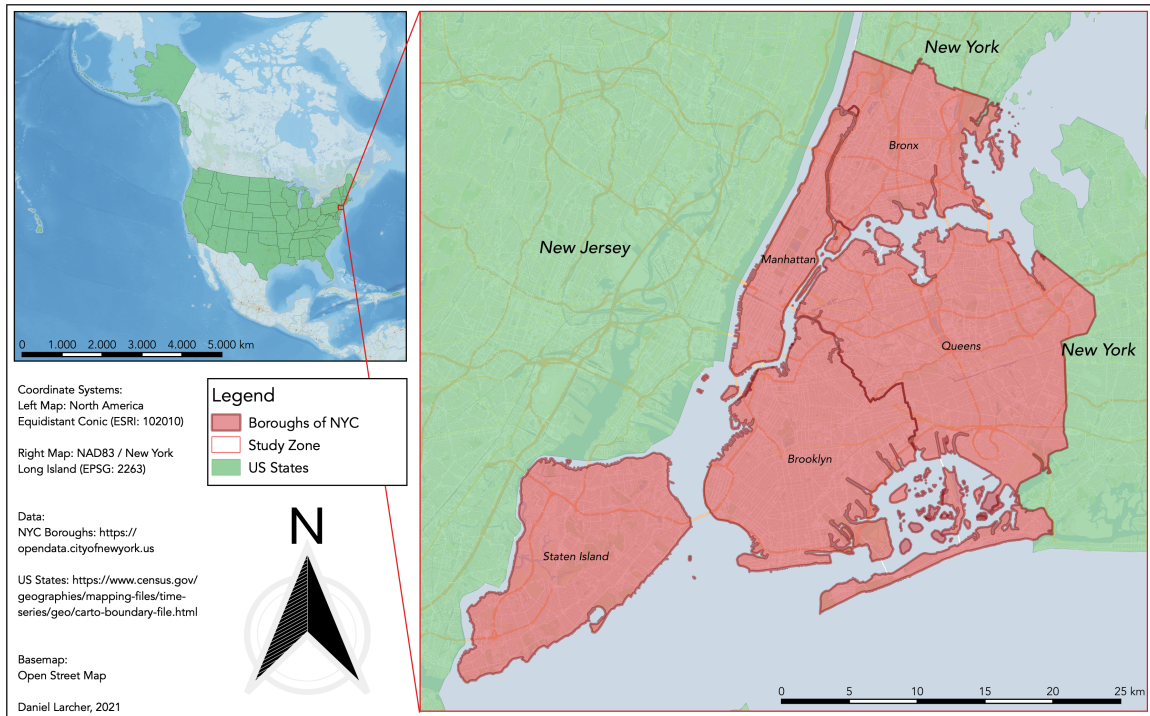 0 1.000 2.000 3.000 4.000 5.000 km
Coordinate Systems:
Left Map: North America
Equidistant Conic (ESRI: 102010)
Right Map: NAD83 / New York
Long Island (EPSG: 2263)
Data:
NYC Boroughs: https://
opendata.cityofnewyork.us
US States: https://www.census.gov/
geographies/mapping-files/time-
series/geo/carto-boundary-file.html
Basemap:
Open Street Map
Daniel Larcher, 2021
Legend
Boroughs of NYC
Study Zone
US States
N
New York
Bronx
New Jersey
Manhattan
Queens
New York
Brooklyn
Staten Island
0 5 10 15 20 25 km